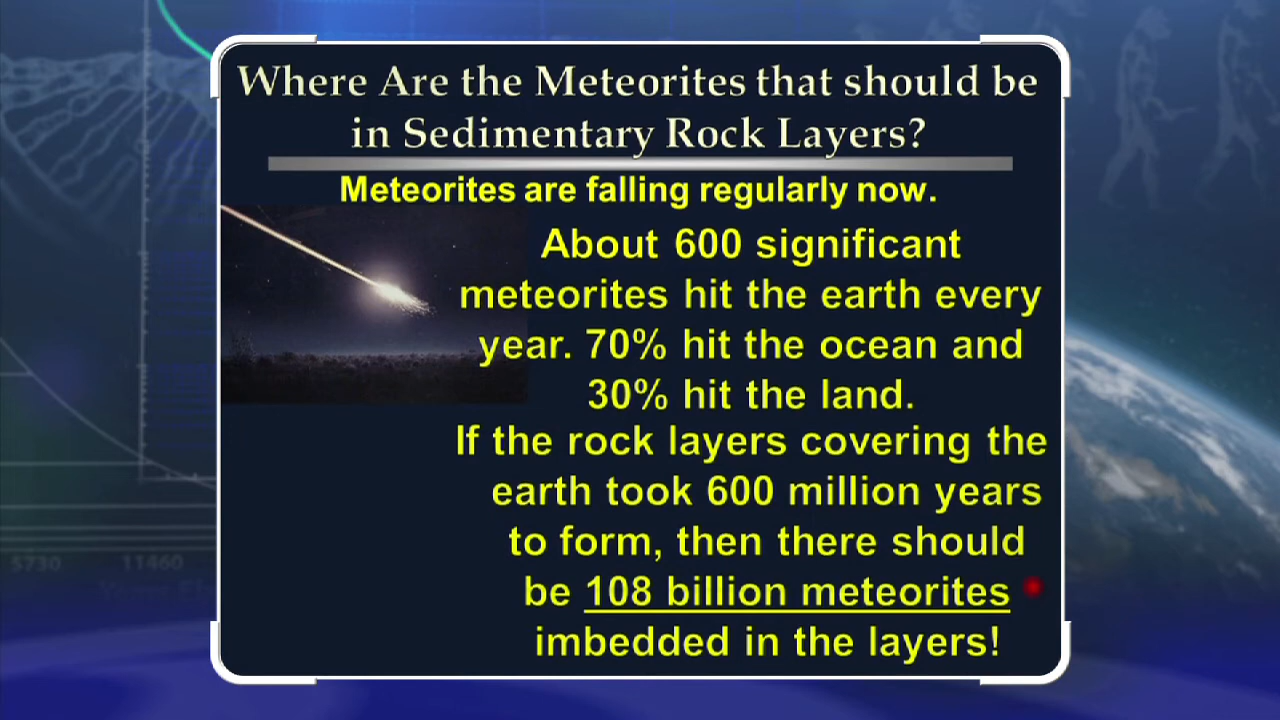 Where Are the Meteorites that should be
in Sedimentary Rock Layers?
Meteorites are falling regularly now.
About 600 significant
meteorites hit the earth every
year. 70% hit the ocean and
30% hit the land.
If the rock layers covering the
earth took 600 million years
to form, then there should
be 108 billion meteorites
imbedded in the layers!
5730 11460